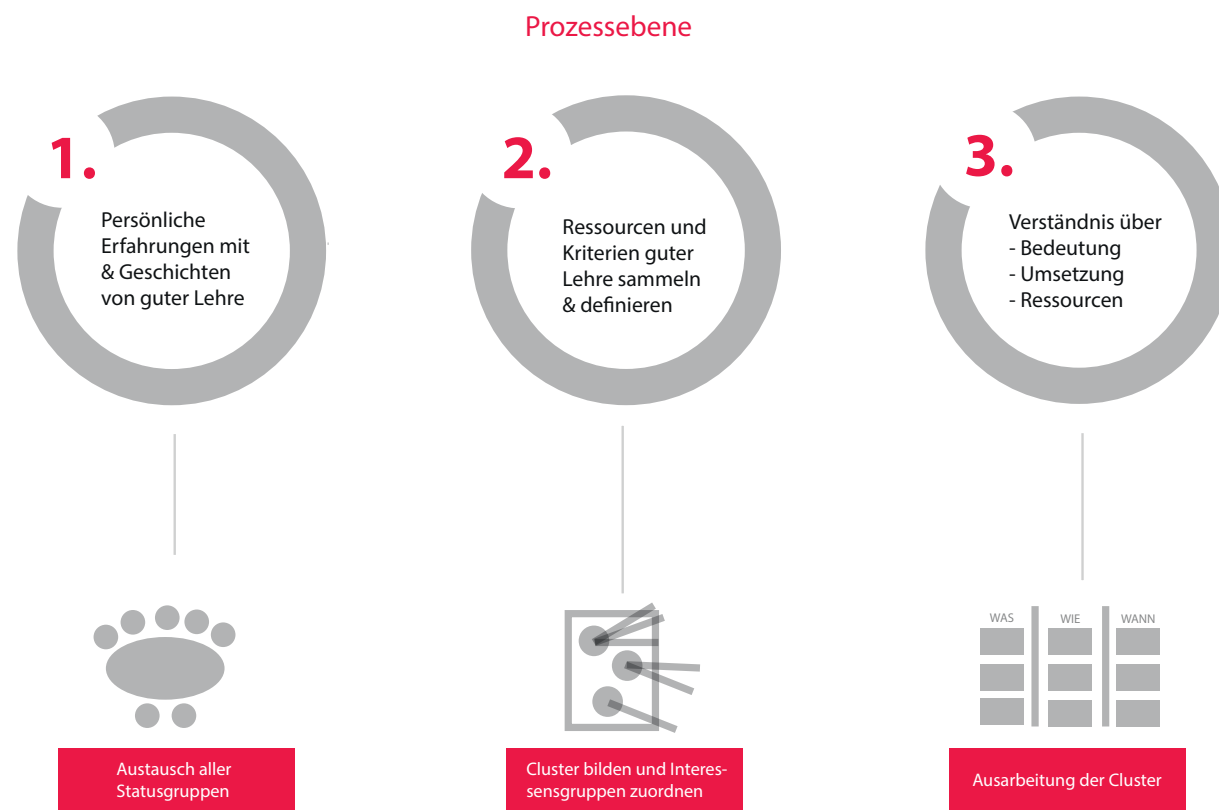 Prozessebene
1.
Persönliche
Erfahrungen mit
& Geschichten
von guter Lehre
2.
Ressourcen und
Kriterien guter
Lehre sammeln
& definieren
3.
Verständnis über
- Bedeutung
- Umsetzung
- Ressourcen
Austausch aller
Statusgruppen
Cluster bilden und Interes-
sensgruppen zuordnen
WAS WIE WANN
Ausarbeitung der Cluster